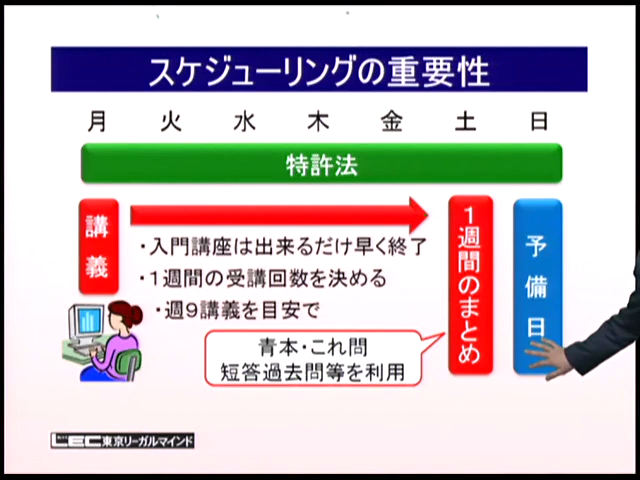 スケジューリングの重要性
月 火 水 木 金 土 日
特許法
講義
・入門講座は出来るだけ早く終了
・1週間の受講回数を決める
・週9講義を目安で
青本・これ問
短答過去問等を利用
1週間のまとめ
予備日
LEC東京リーガルマインド